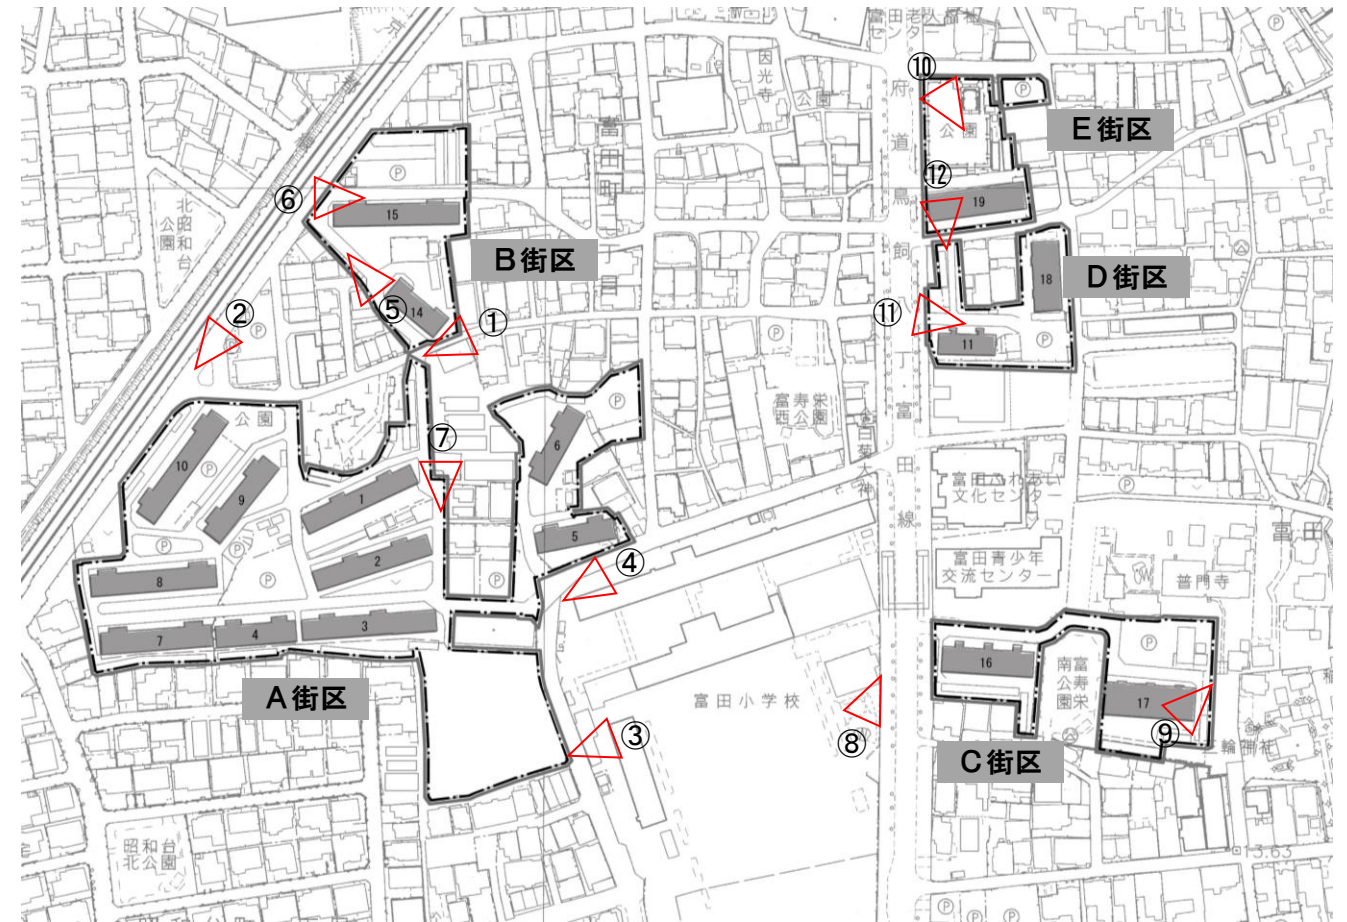 富田老人福祉
センター
因光寺
公園
⑩
府道鳥飼八丁富田線
公園
Ｐ
Ｅ街区
⑫
19
⑥
15
北昭和台
公園
Ｂ街区
18
Ｄ街区
②
Ｐ
⑤
14
①
⑪
11
Ｐ
Ｐ
公園
10
Ｐ
9
Ｐ
⑦
6
Ｐ
富寿栄
西公園
白菊大神
1
2
5
④
富田ふれあい
文化センター
Ｐ
富田
8
Ｐ
Ｐ
富田青少年
交流センター
普門寺
7
4
3
Ａ街区
16
南富
公寿
園栄
Ｐ
17
⑨
三輪神社
富田小学校
③
⑧
Ｃ街区
昭和台
北公園
13.63
Ｐ
Ｐ
Ｐ